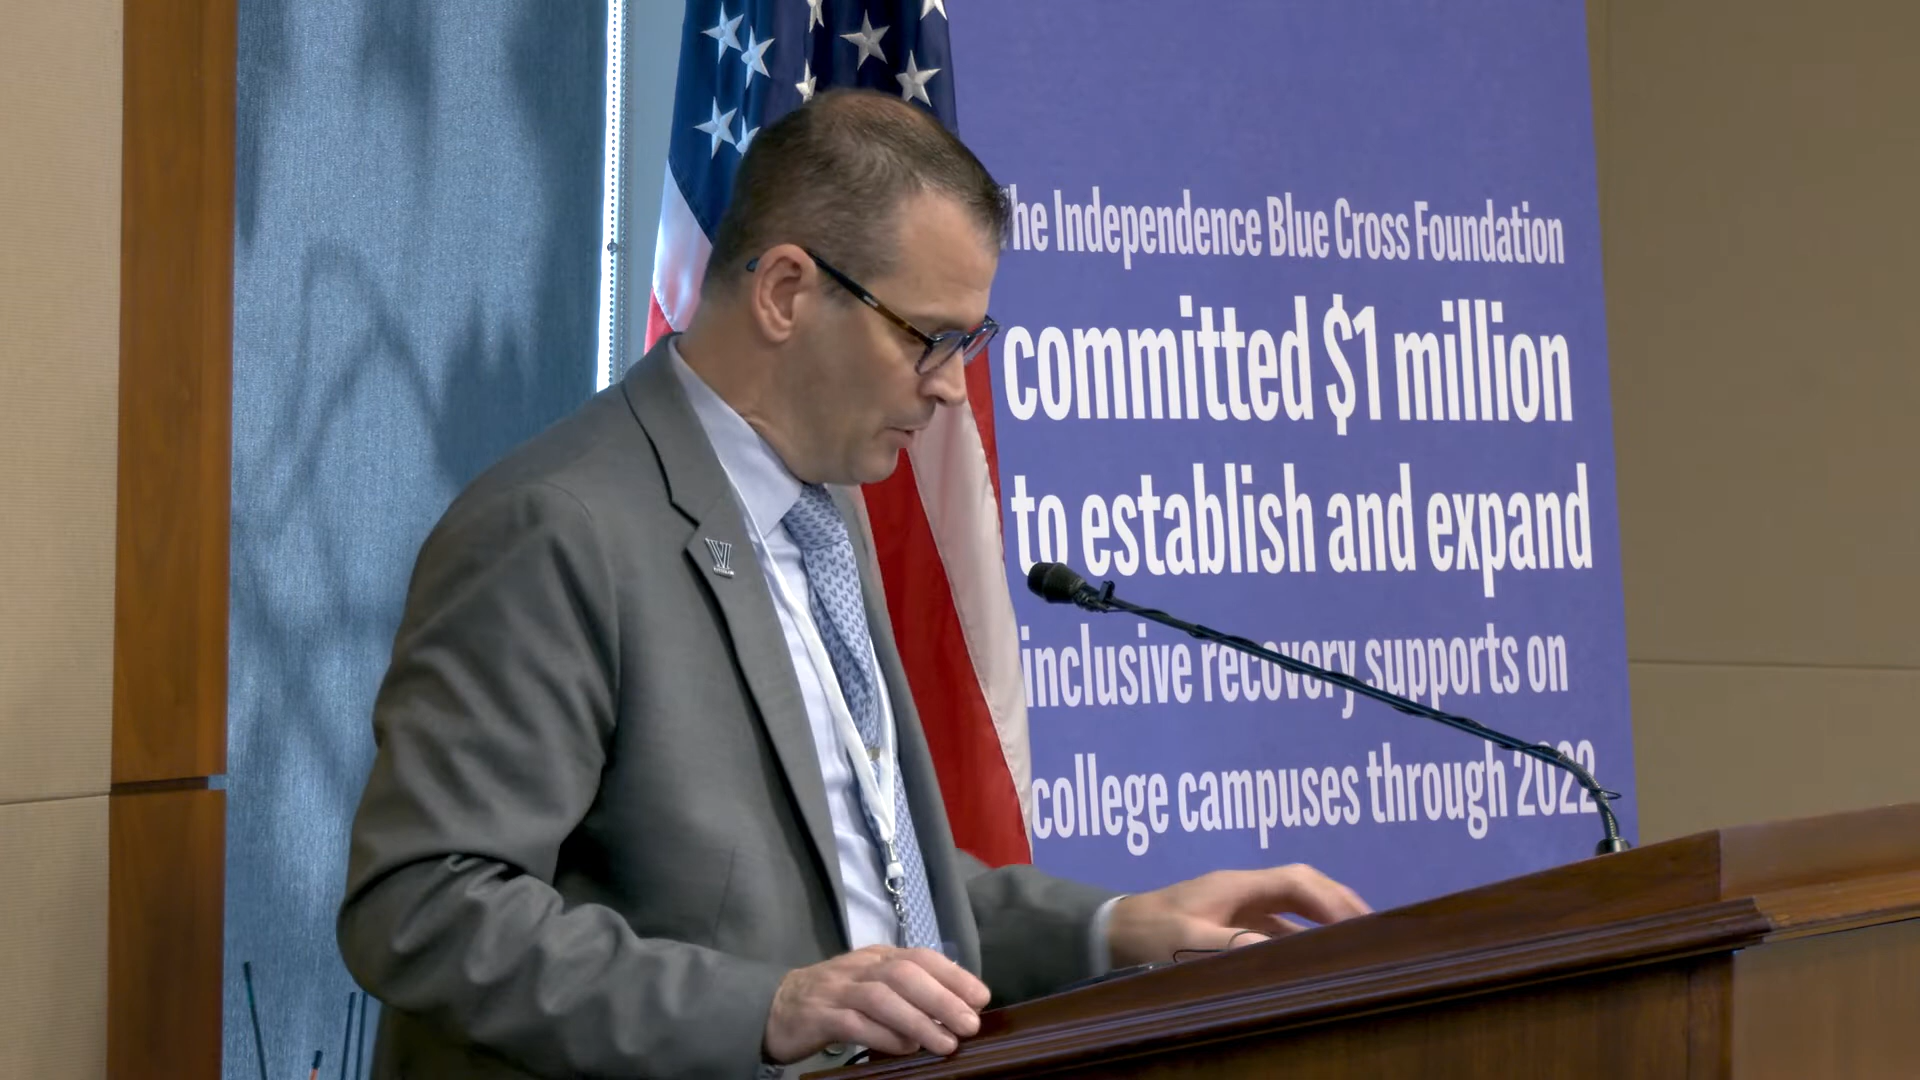 he Independence Blue Cross Foundation
committed $1 million
to establish and expand
inclusive recovery supports on
college campuses through 2022
V